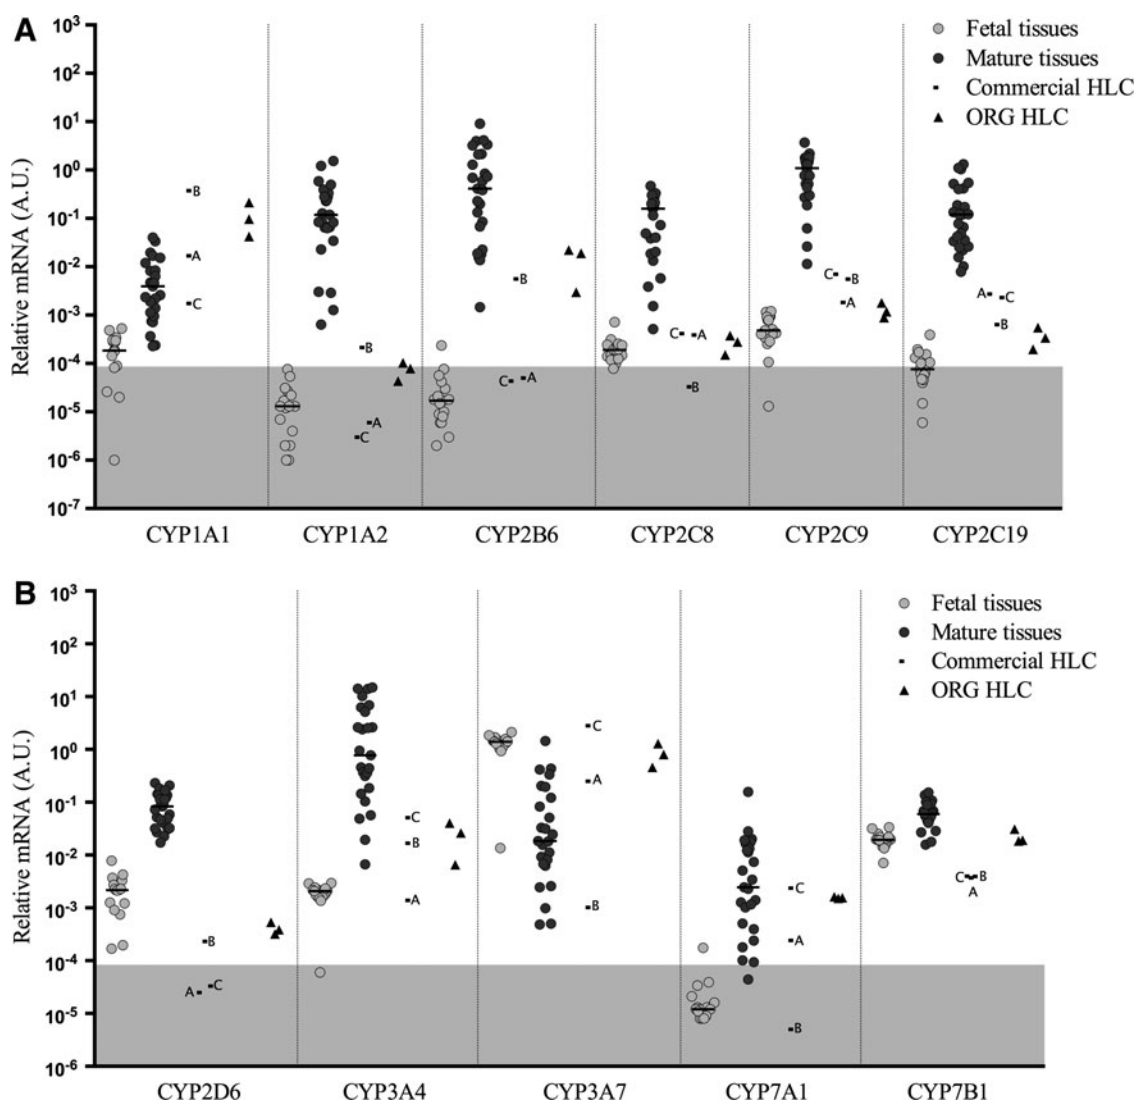 A
Relative mRNA (A.U.)
10³
10²
10¹
10⁰
10⁻¹
10⁻²
10⁻³
10⁻⁴
10⁻⁵
10⁻⁶
10⁻⁷
Fetal tissues
Mature tissues
Commercial HLC
ORG HLC
B
A
C
B
A
C
B
C A
C A
B
C B
A
A C
B
CYP1A1 CYP1A2 CYP2B6 CYP2C8 CYP2C9 CYP2C19
B
Relative mRNA (A.U.)
10³
10²
10¹
10⁰
10⁻¹
10⁻²
10⁻³
10⁻⁴
10⁻⁵
10⁻⁶
Fetal tissues
Mature tissues
Commercial HLC
ORG HLC
B
A C
C
B
A
C
A
B
C
A
B
C B
A
CYP2D6 CYP3A4 CYP3A7 CYP7A1 CYP7B1